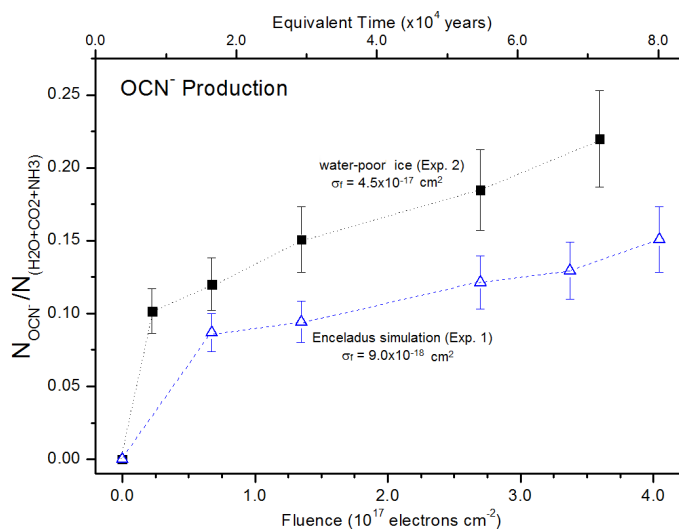 Equivalent Time (x10⁴ years)
0.0 2.0 4.0 6.0 8.0
OCN⁻ Production
0.25
0.20
0.15
0.10
0.05
0.00
N_OCN⁻/N_(H2O+CO2+NH3)
water-poor ice (Exp. 2)
σf = 4.5x10⁻¹⁷ cm²
Enceladus simulation (Exp. 1)
σf = 9.0x10⁻¹⁸ cm²
0.0 1.0 2.0 3.0 4.0
Fluence (10¹⁷ electrons cm⁻²)